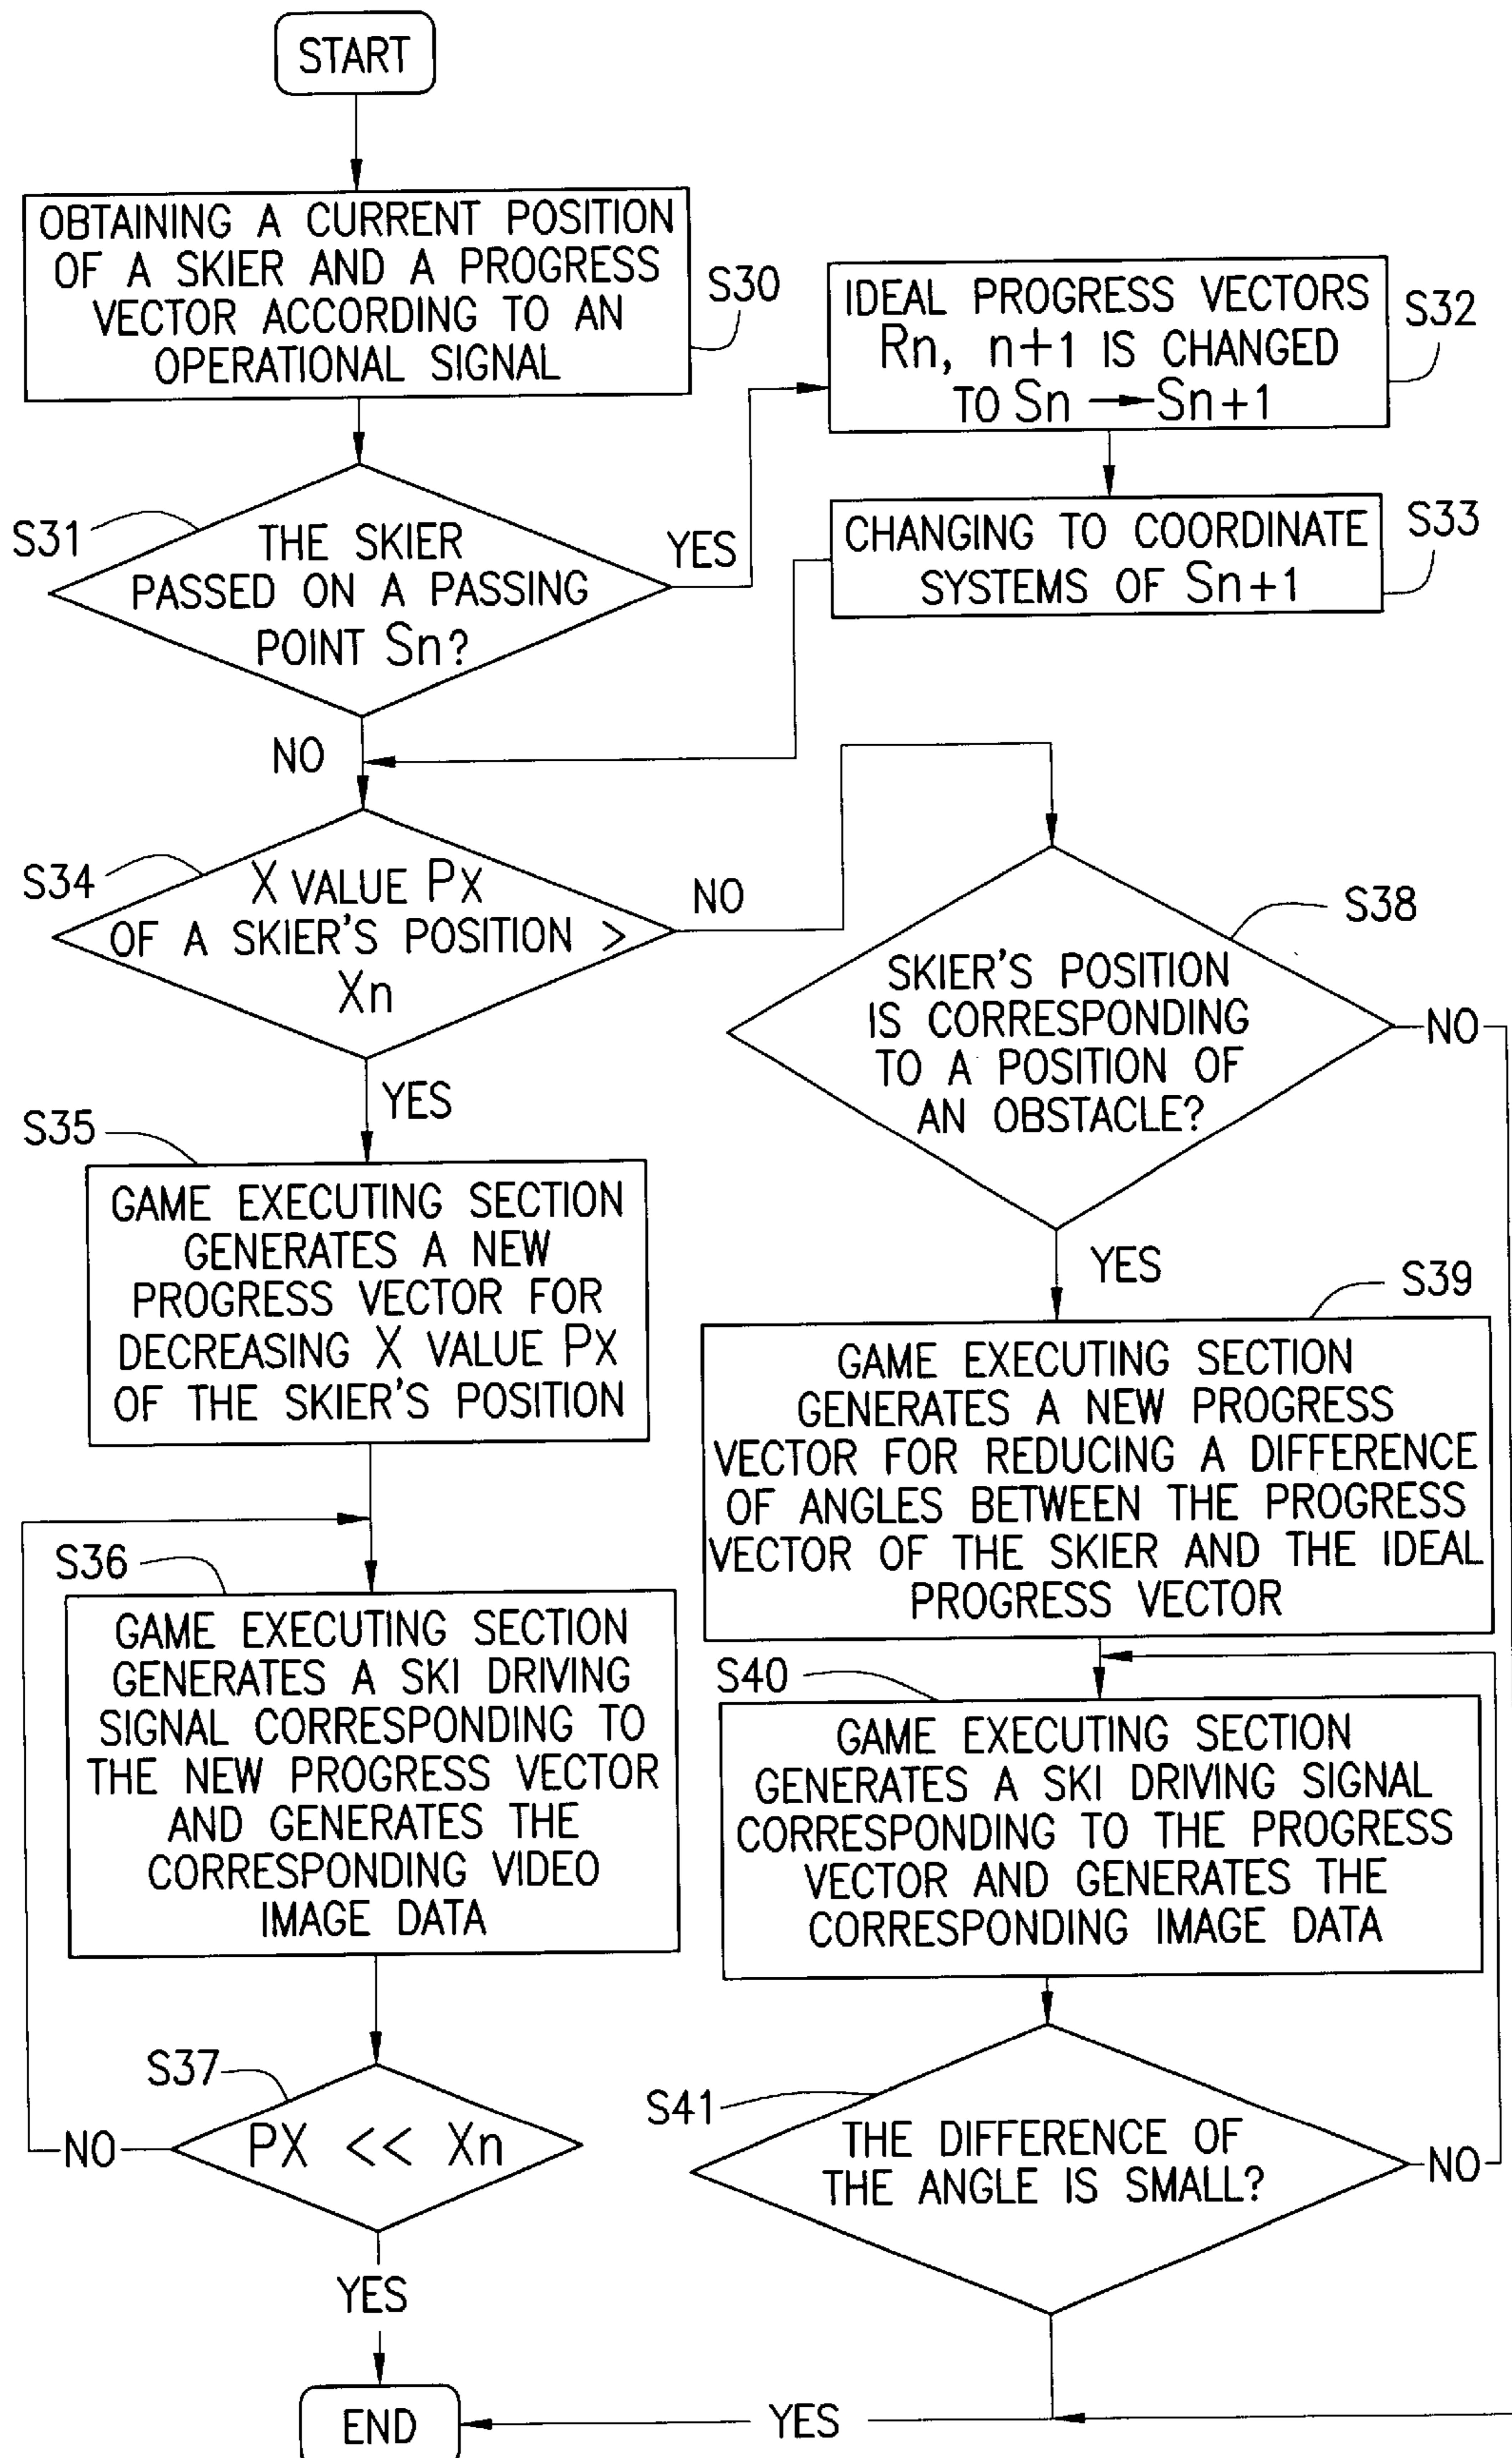 START
OBTAINING A CURRENT POSITION
OF A SKIER AND A PROGRESS
VECTOR ACCORDING TO AN
OPERATIONAL SIGNAL
S30
IDEAL PROGRESS VECTORS
Rn, n+1 IS CHANGED
TO Sn → Sn+1
S32
S31
THE SKIER
PASSED ON A PASSING
POINT Sn?
YES
CHANGING TO COORDINATE
SYSTEMS OF Sn+1
S33
NO
S34
X VALUE Px
OF A SKIER'S POSITION >
Xn
NO
S38
SKIER'S POSITION
IS CORRESPONDING
TO A POSITION OF
AN OBSTACLE?
NO
YES
S35
GAME EXECUTING SECTION
GENERATES A NEW
PROGRESS VECTOR FOR
DECREASING X VALUE Px
OF THE SKIER'S POSITION
YES
S39
GAME EXECUTING SECTION
GENERATES A NEW PROGRESS
VECTOR FOR REDUCING A DIFFERENCE
OF ANGLES BETWEEN THE PROGRESS
VECTOR OF THE SKIER AND THE IDEAL
PROGRESS VECTOR
S36
GAME EXECUTING SECTION
GENERATES A SKI DRIVING
SIGNAL CORRESPONDING TO
THE NEW PROGRESS VECTOR
AND GENERATES THE
CORRESPONDING VIDEO
IMAGE DATA
S40
GAME EXECUTING SECTION
GENERATES A SKI DRIVING SIGNAL
CORRESPONDING TO THE PROGRESS
VECTOR AND GENERATES THE
CORRESPONDING IMAGE DATA
S37
PX << Xn
NO
S41
THE DIFFERENCE OF
THE ANGLE IS SMALL?
NO
YES
YES
END